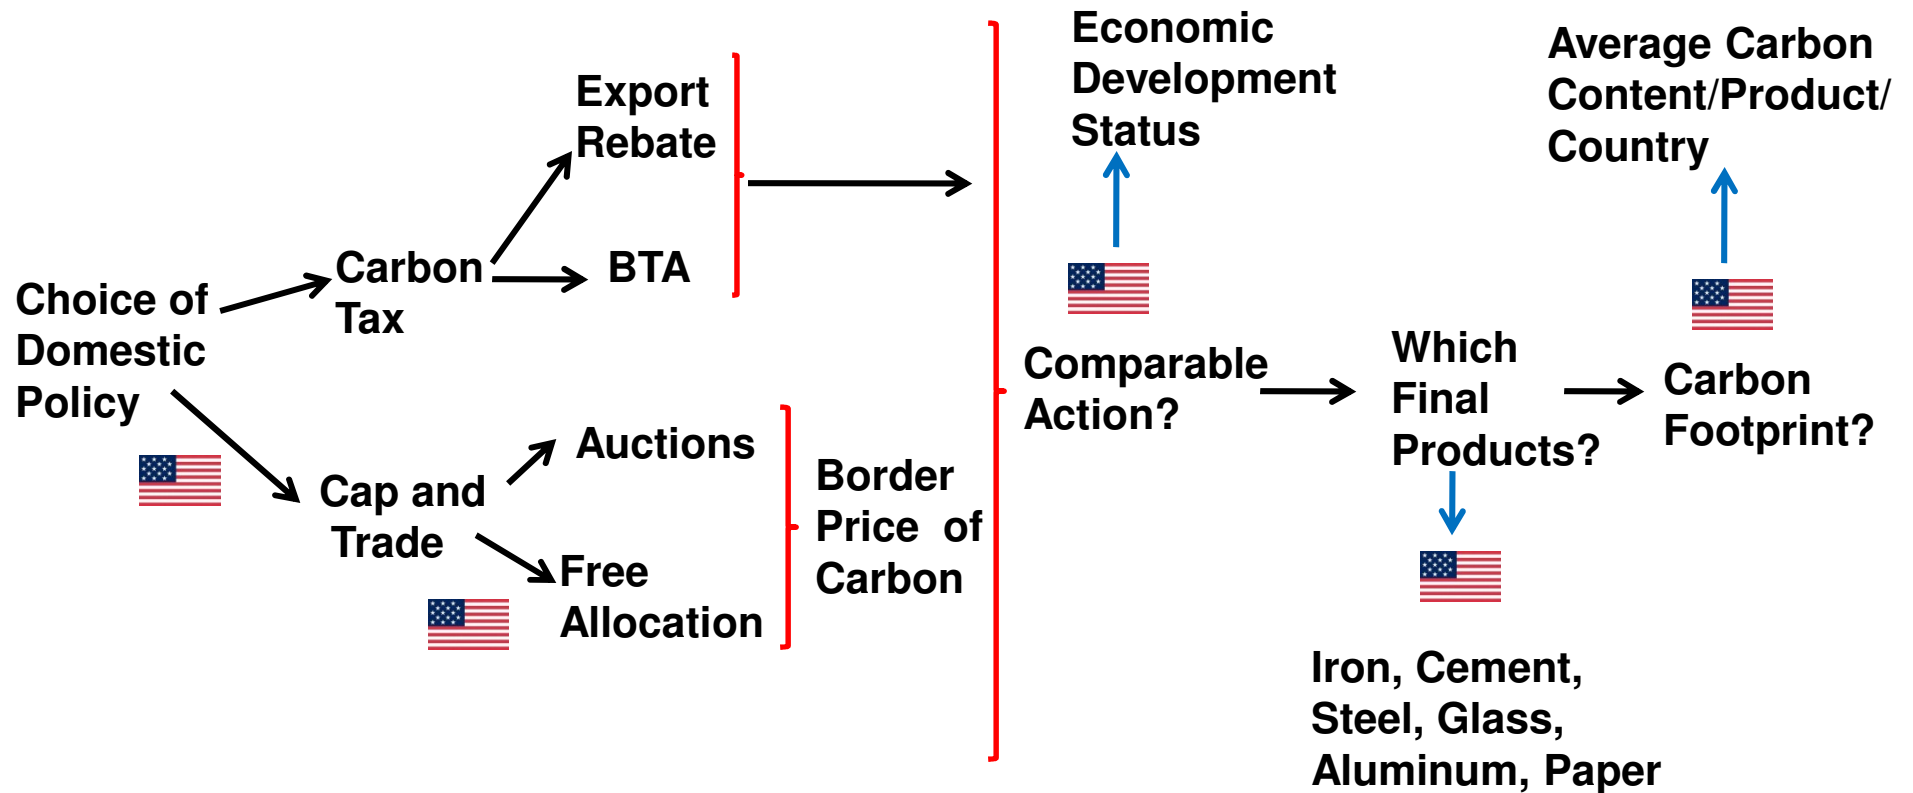 Choice of
Domestic
Policy
Carbon
Tax
Export
Rebate
BTA
Cap and
Trade
Auctions
Free
Allocation
Border
Price of
Carbon
Economic
Development
Status
Comparable
Action?
Which
Final
Products?
Iron, Cement,
Steel, Glass,
Aluminum, Paper
Average Carbon
Content/Product/
Country
Carbon
Footprint?